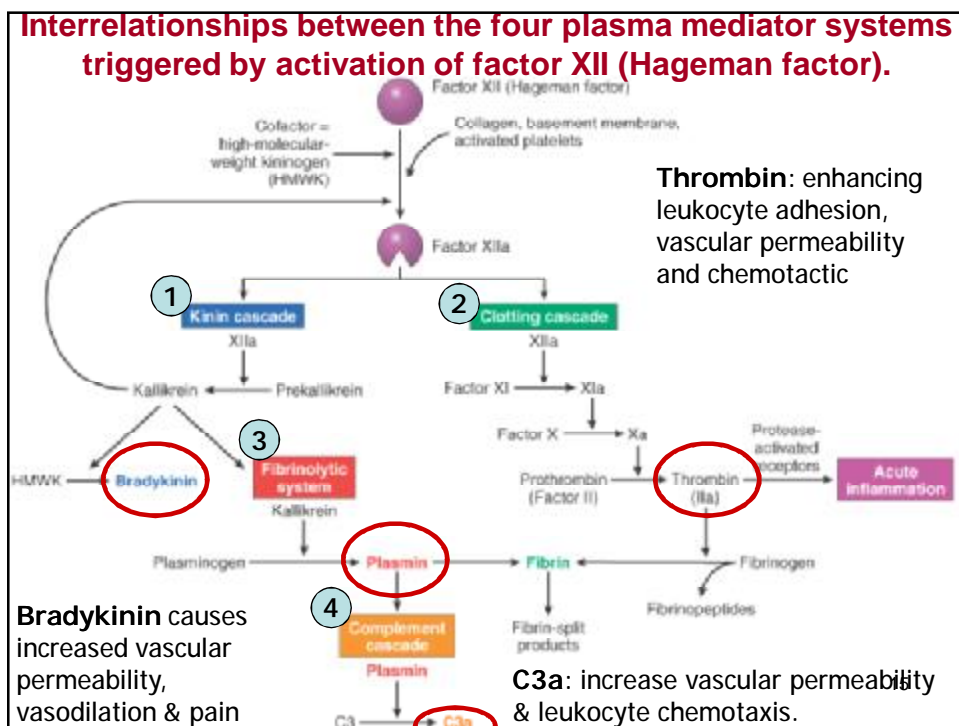 Interrelationships between the four plasma mediator systems
triggered by activation of factor XII (Hageman factor).
Factor XII (Hageman factor)
Cofactor =
high-molecular-
weight kininogen
(HMWK)
Collagen, basement membrane,
activated platelets
Thrombin: enhancing
leukocyte adhesion,
vascular permeability
and chemotactic
Factor XIIa
1
Kinin cascade
2
Clotting cascade
XIIa
XIIa
Kallikrein
Prekallikrein
Factor XI
XIa
Factor X
Xa
Protease-
activated
receptors
3
Fibrinolytic
system
HMWK
Bradykinin
Prothrombin
(Factor II)
Thrombin
(IIa)
Acute
inflammation
Kallikrein
Plasminogen
Plasmin
Fibrin
Fibrinogen
Fibrinopeptides
4
Complement
cascade
Fibrin-split
products
Bradykinin causes
increased vascular
permeability,
vasodilation & pain
Plasmin
C3
C3a
C3a: increase vascular permeability
& leukocyte chemotaxis.
15